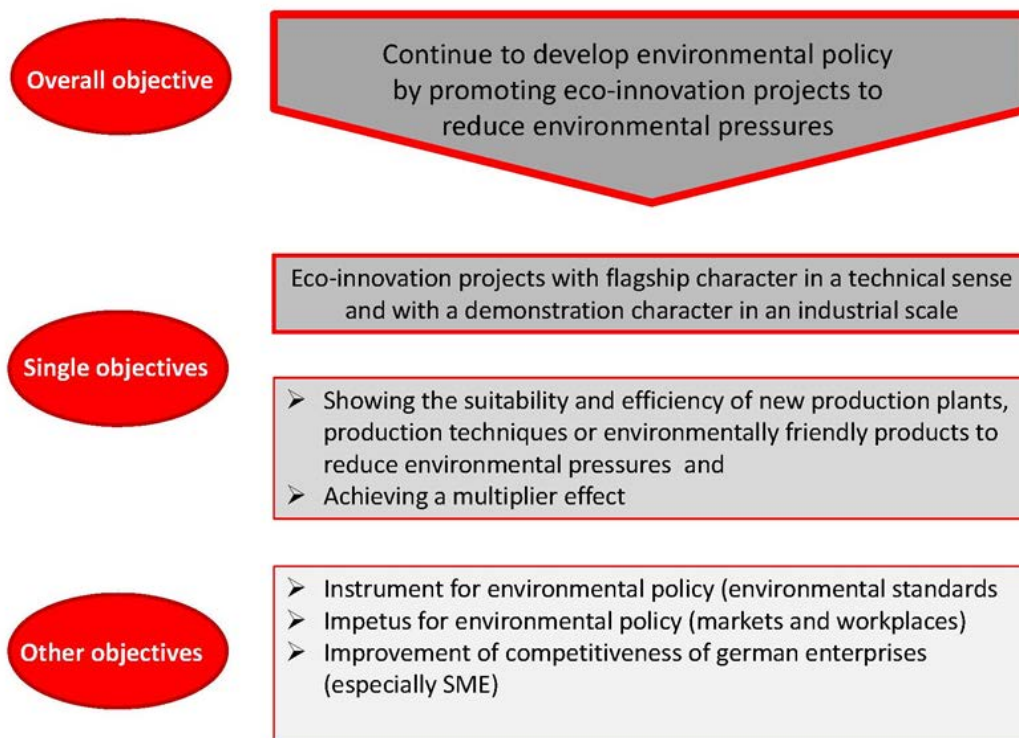 Overall objective
Continue to develop environmental policy
by promoting eco-innovation projects to
reduce environmental pressures
Single objectives
Eco-innovation projects with flagship character in a technical sense
and with a demonstration character in an industrial scale
➢ Showing the suitability and efficiency of new production plants,
production techniques or environmentally friendly products to
reduce environmental pressures and
➢ Achieving a multiplier effect
Other objectives
➢ Instrument for environmental policy (environmental standards
➢ Impetus for environmental policy (markets and workplaces)
➢ Improvement of competitiveness of german enterprises
(especially SME)